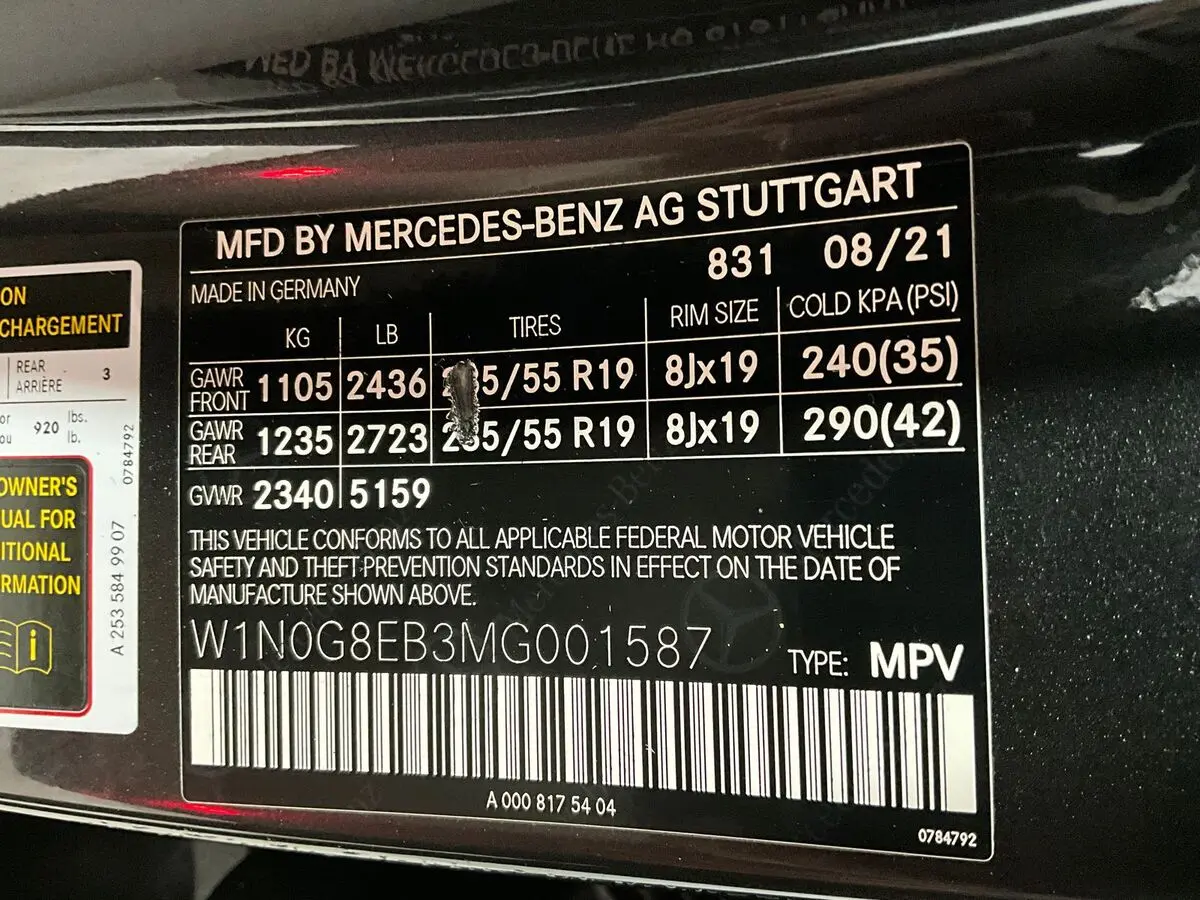 MFD BY MERCEDES-BENZ AG STUTTGART
MADE IN GERMANY 831 08/21
KG LB TIRES RIM SIZE COLD KPA (PSI)
GAWR FRONT 1105 2436 5/55 R19 8Jx19 240(35)
GAWR REAR 1235 2723 235/55 R19 8Jx19 290(42)
GVWR 2340 5159
THIS VEHICLE CONFORMS TO ALL APPLICABLE FEDERAL MOTOR VEHICLE
SAFETY AND THEFT PREVENTION STANDARDS IN EFFECT ON THE DATE OF
MANUFACTURE SHOWN ABOVE.
W1N0G8EB3MG001587 TYPE: MPV
A 000 817 54 04
0784792
ON
CHARGEMENT
REAR
ARRIÈRE 3
or
ou 920 lbs.
lb.
OWNER'S
UAL FOR
ITIONAL
RMATION
i
0784792
A 253 584 99 07